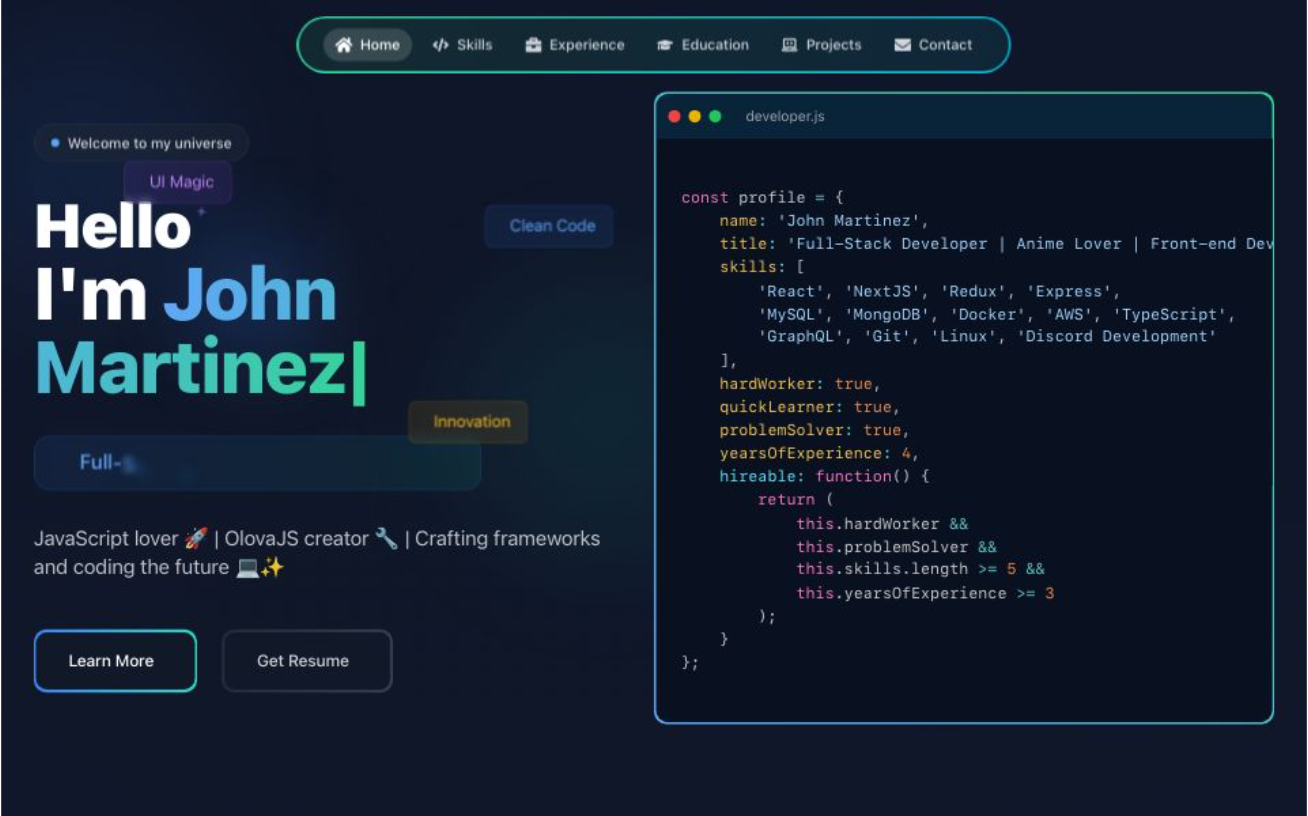 Home Skills Experience Education Projects Contact
Welcome to my universe
UI Magic
Hello
Clean Code
I'm John
Martinez|
Innovation
Full-
JavaScript lover 🚀 | OlovaJS creator 🔧 | Crafting frameworks
and coding the future 💻✨
Learn More Get Resume
developer.js
const profile = {
    name: 'John Martinez',
    title: 'Full-Stack Developer | Anime Lover | Front-end Dev
    skills: [
        'React', 'NextJS', 'Redux', 'Express',
        'MySQL', 'MongoDB', 'Docker', 'AWS', 'TypeScript',
        'GraphQL', 'Git', 'Linux', 'Discord Development'
    ],
    hardWorker: true,
    quickLearner: true,
    problemSolver: true,
    yearsOfExperience: 4,
    hireable: function() {
        return (
            this.hardWorker &&
            this.problemSolver &&
            this.skills.length >= 5 &&
            this.yearsOfExperience >= 3
        );
    }
};